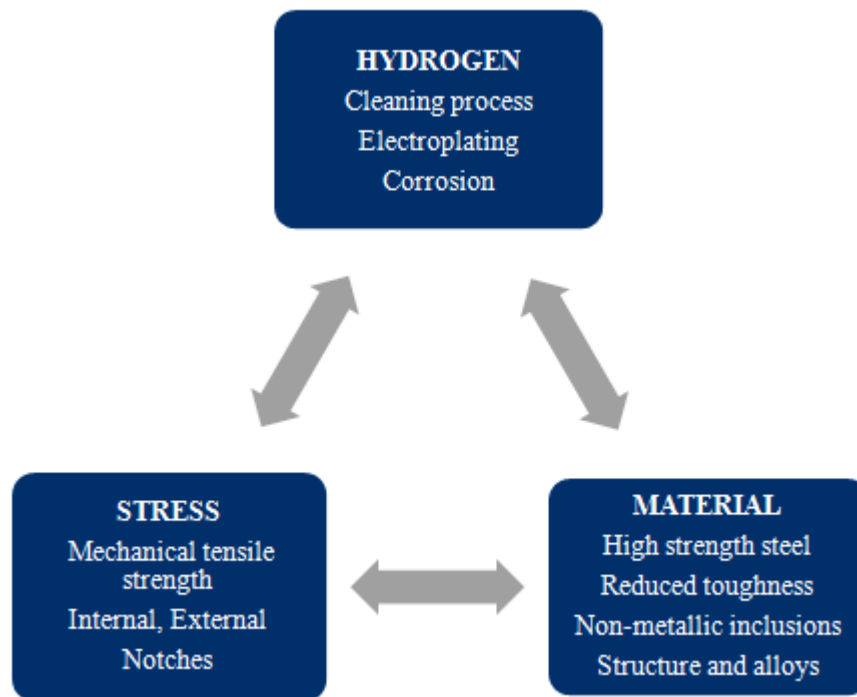 HYDROGEN
Cleaning process
Electroplating
Corrosion
STRESS
Mechanical tensile
strength
Internal, External
Notches
MATERIAL
High strength steel
Reduced toughness
Non-metallic inclusions
Structure and alloys